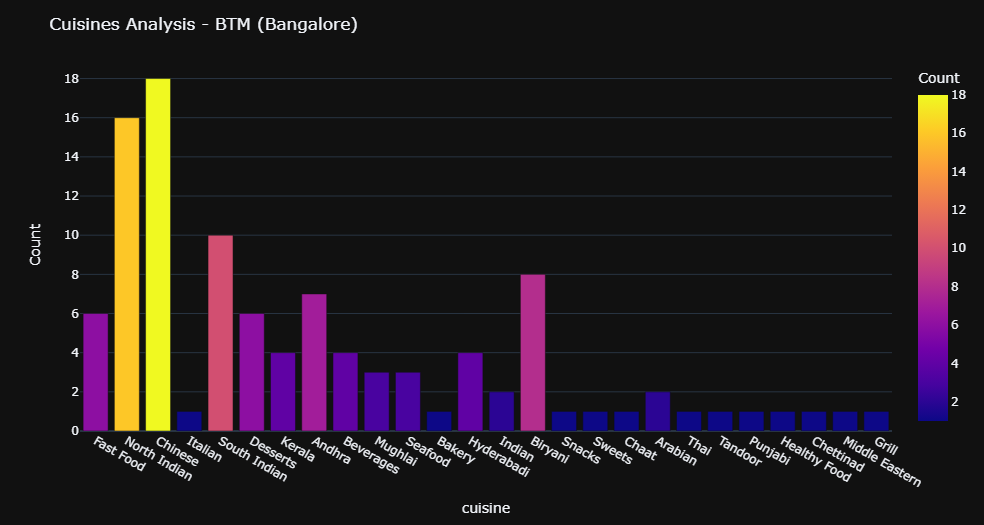 Cuisines Analysis - BTM (Bangalore)
Count
18
16
14
12
10
8
6
4
2
0
Count
18
16
14
12
10
8
6
4
2
Fast Food
North Indian
Chinese
Italian
South Indian
Desserts
Kerala
Andhra
Beverages
Mughlai
Seafood
Bakery
Hyderabadi
Indian
Biryani
Snacks
Sweets
Chaat
Arabian
Thai
Tandoor
Punjabi
Healthy Food
Chettinad
Middle Eastern
Grill
cuisine